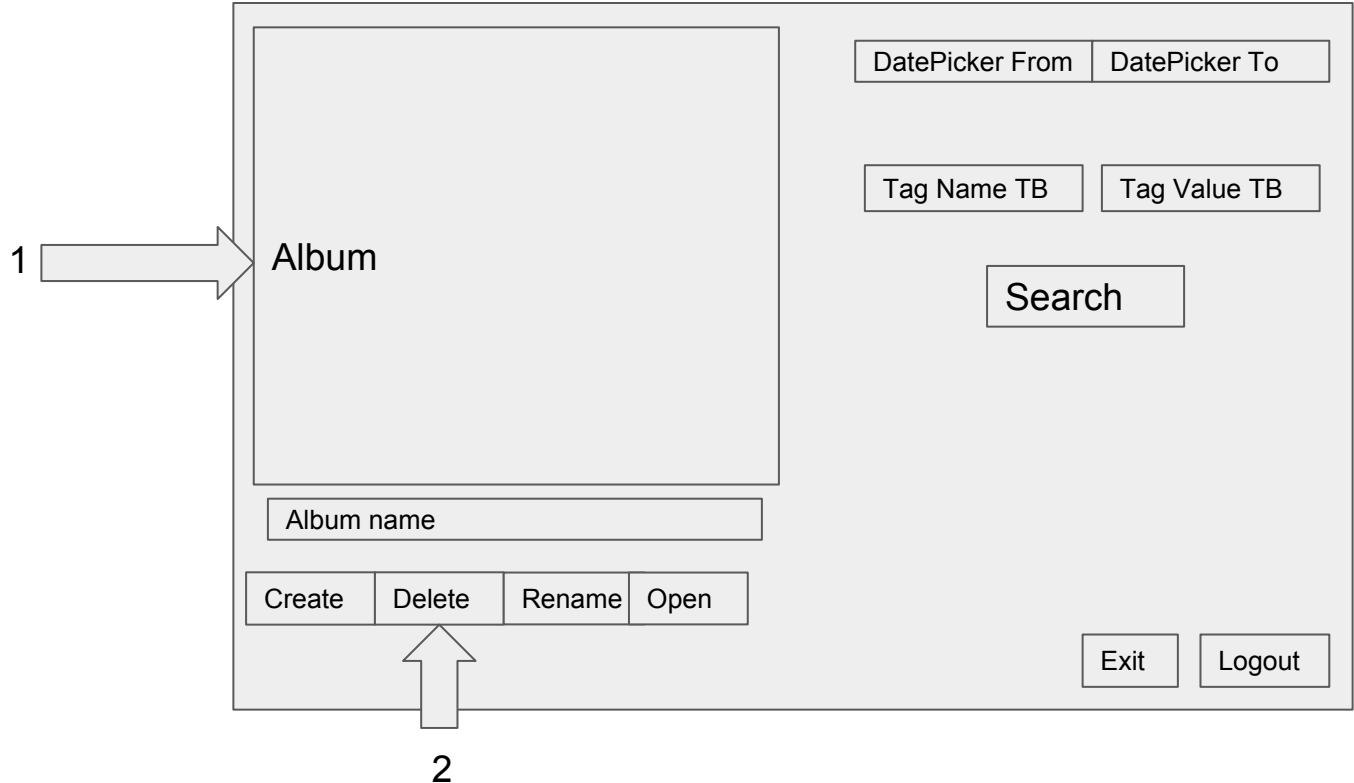 DatePicker From
DatePicker To
Tag Name TB
Tag Value TB
1
Album
Search
Album name
Create
Delete
Rename
Open
Exit
Logout
2